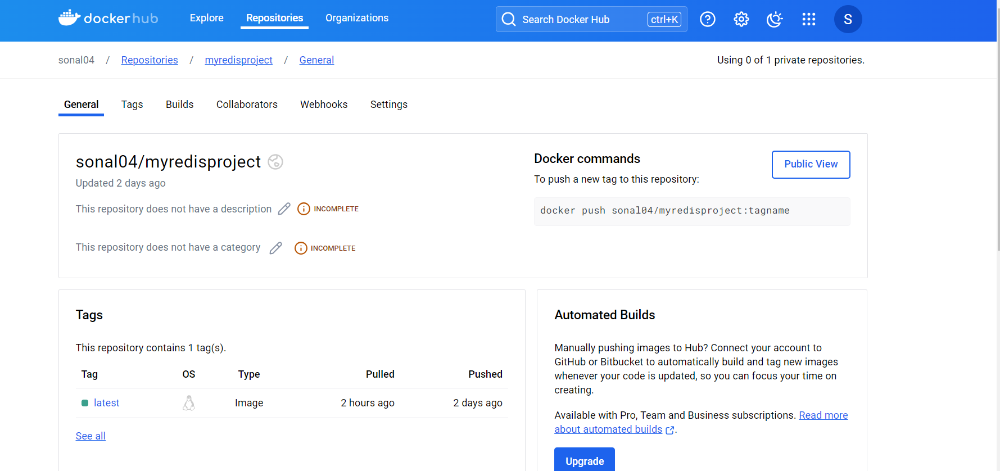 dockerhub Explore Repositories Organizations Search Docker Hub ctrl+K S
sonal04 / Repositories / myredisproject / General Using 0 of 1 private repositories.
General Tags Builds Collaborators Webhooks Settings
sonal04/myredisproject
Updated 2 days ago
This repository does not have a description INCOMPLETE
This repository does not have a category INCOMPLETE
Docker commands
Public View
To push a new tag to this repository:
docker push sonal04/myredisproject:tagname
Tags
This repository contains 1 tag(s).
Tag OS Type Pulled Pushed
latest Image 2 hours ago 2 days ago
See all
Automated Builds
Manually pushing images to Hub? Connect your account to
GitHub or Bitbucket to automatically build and tag new images
whenever your code is updated, so you can focus your time on
creating.
Available with Pro, Team and Business subscriptions. Read more
about automated builds .
Upgrade